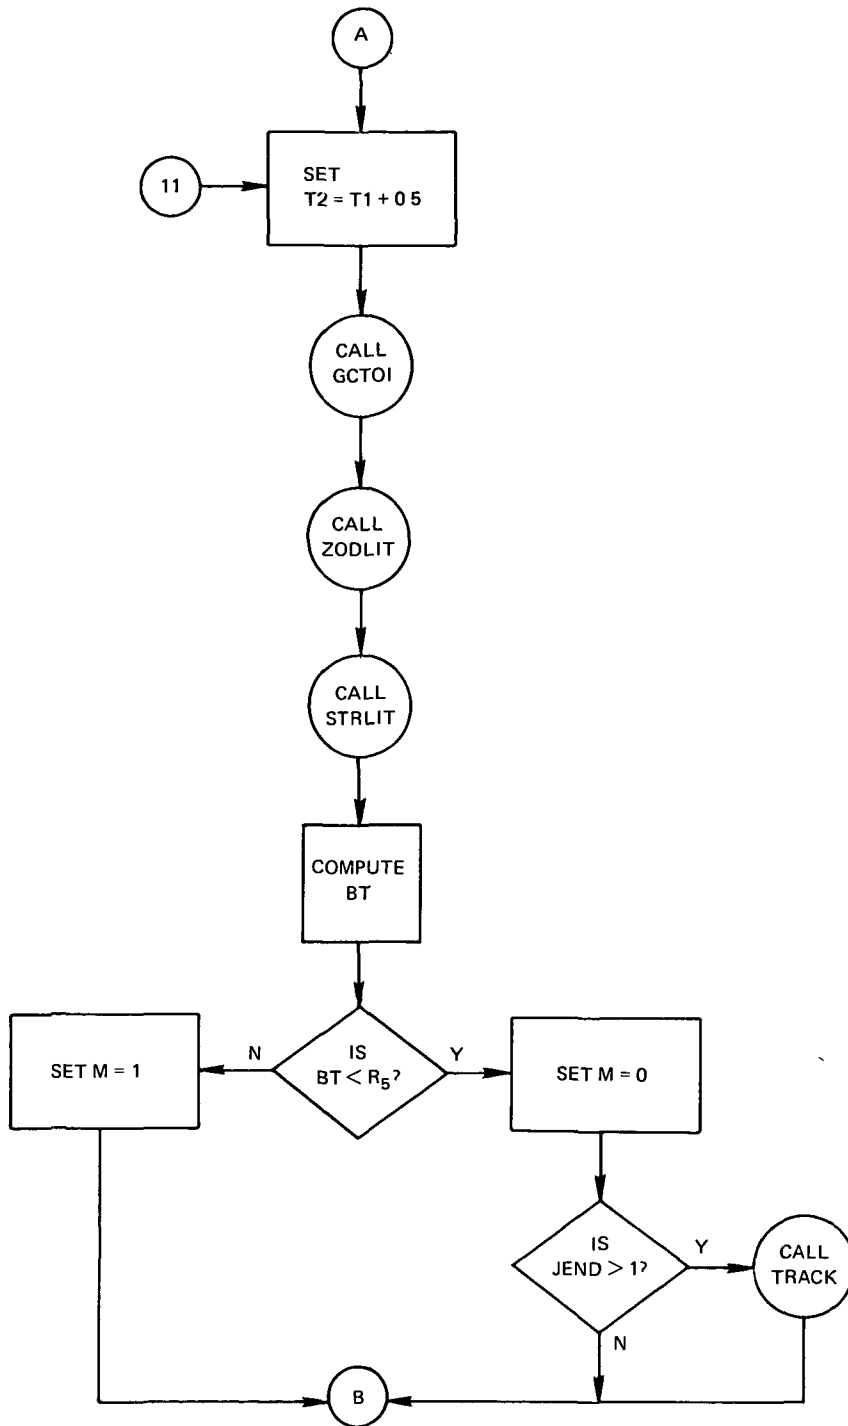 A
11
SET
T2 = T1 + 0 5
CALL
GCTOI
CALL
ZODLIT
CALL
STRLIT
COMPUTE
BT
N
IS
BT < R5?
Y
SET M = 1
SET M = 0
IS
JEND > 1?
Y
CALL
TRACK
N
B